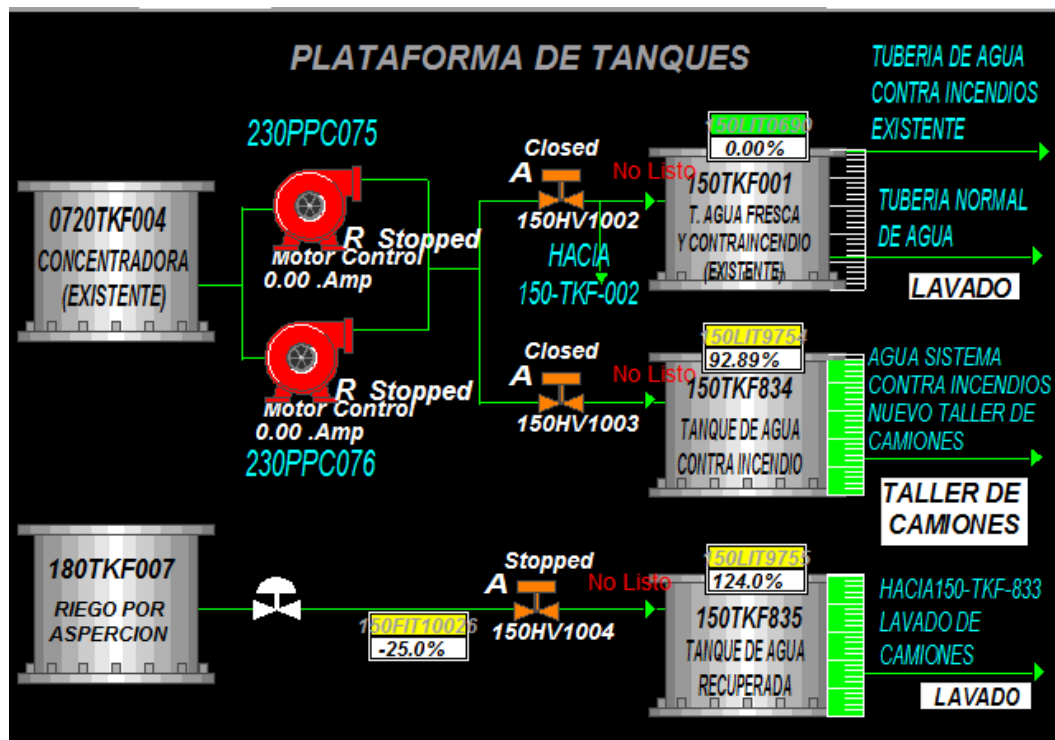 PLATAFORMA DE TANQUES
TUBERIA DE AGUA
CONTRA INCENDIOS
EXISTENTE
230PPC075
150LIT0690
0.00%
Closed
A
No Listo
150HV1002
HACIA
150-TKF-002
150TKF001
T. AGUA FRESCA
Y CONTRAINCENDIO
(EXISTENTE)
TUBERIA NORMAL
DE AGUA
LAVADO
0720TKF004
CONCENTRADORA
(EXISTENTE)
R Stopped
Motor Control
0.00 .Amp
R Stopped
Motor Control
0.00 .Amp
230PPC076
Closed
A
No Listo
150HV1003
150LIT9754
92.89%
150TKF834
TANQUE DE AGUA
CONTRA INCENDIO
AGUA SISTEMA
CONTRA INCENDIOS
NUEVO TALLER DE
CAMIONES
TALLER DE
CAMIONES
180TKF007
RIEGO POR
ASPERCION
150FIT10026
-25.0%
Stopped
A
No Listo
150HV1004
150LIT9755
124.0%
150TKF835
TANQUE DE AGUA
RECUPERADA
HACIA150-TKF-833
LAVADO DE
CAMIONES
LAVADO